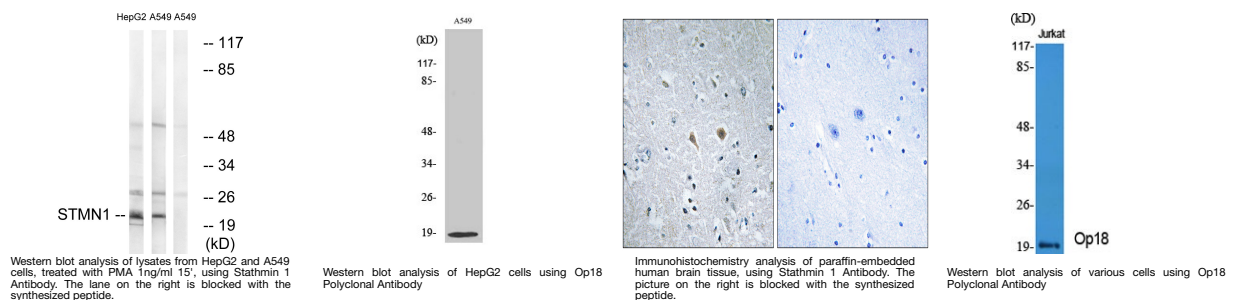 HepG2 A549 A549
-- 117
-- 85
-- 48
-- 34
-- 26
STMN1 --
-- 19
(kD)
Western blot analysis of lysates from HepG2 and A549
cells, treated with PMA 1ng/ml 15', using Stathmin 1
Antibody. The lane on the right is blocked with the
synthesized peptide.
A549
(kD)
117-
85-
48-
34-
26-
19-
Western blot analysis of HepG2 cells using Op18
Polyclonal Antibody
Immunohistochemistry analysis of paraffin-embedded
human brain tissue, using Stathmin 1 Antibody. The
picture on the right is blocked with the synthesized
peptide.
(kD)
Jurkat
117-
85-
48-
34-
26-
19-
Op18
Western blot analysis of various cells using Op18
Polyclonal Antibody